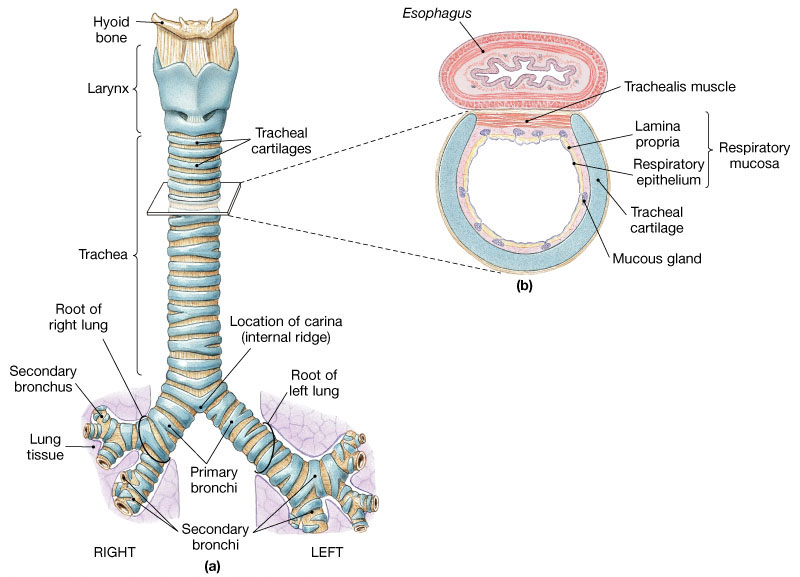 Hyoid
bone
Larynx
Tracheal
cartilages
Trachea
Root of
right lung
Location of carina
(internal ridge)
Secondary
bronchus
Root of
left lung
Lung
tissue
Primary
bronchi
Secondary
bronchi
RIGHT
LEFT
(a)
Esophagus
Trachealis muscle
Lamina
propria
Respiratory
mucosa
Respiratory
epithelium
Tracheal
cartilage
Mucous gland
(b)